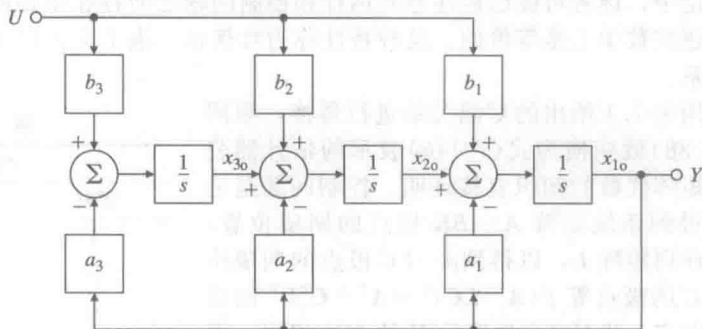 U
b₃ b₂ b₁
+ + +
Σ 1/s x₃ₒ + Σ 1/s x₂ₒ + Σ 1/s x₁ₒ Y
− − −
a₃ a₂ a₁